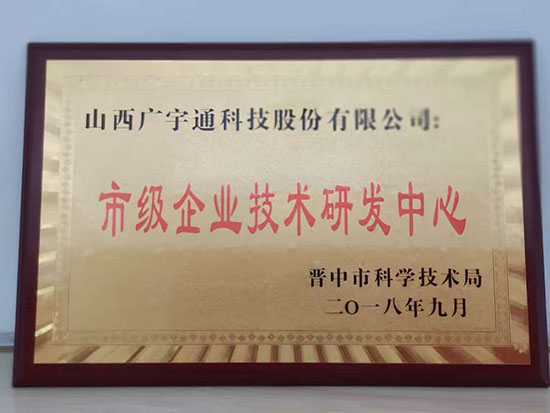 山西广宇通科技股份有限公司:
市级企业技术研发中心
晋中市科学技术局
二〇一八年九月